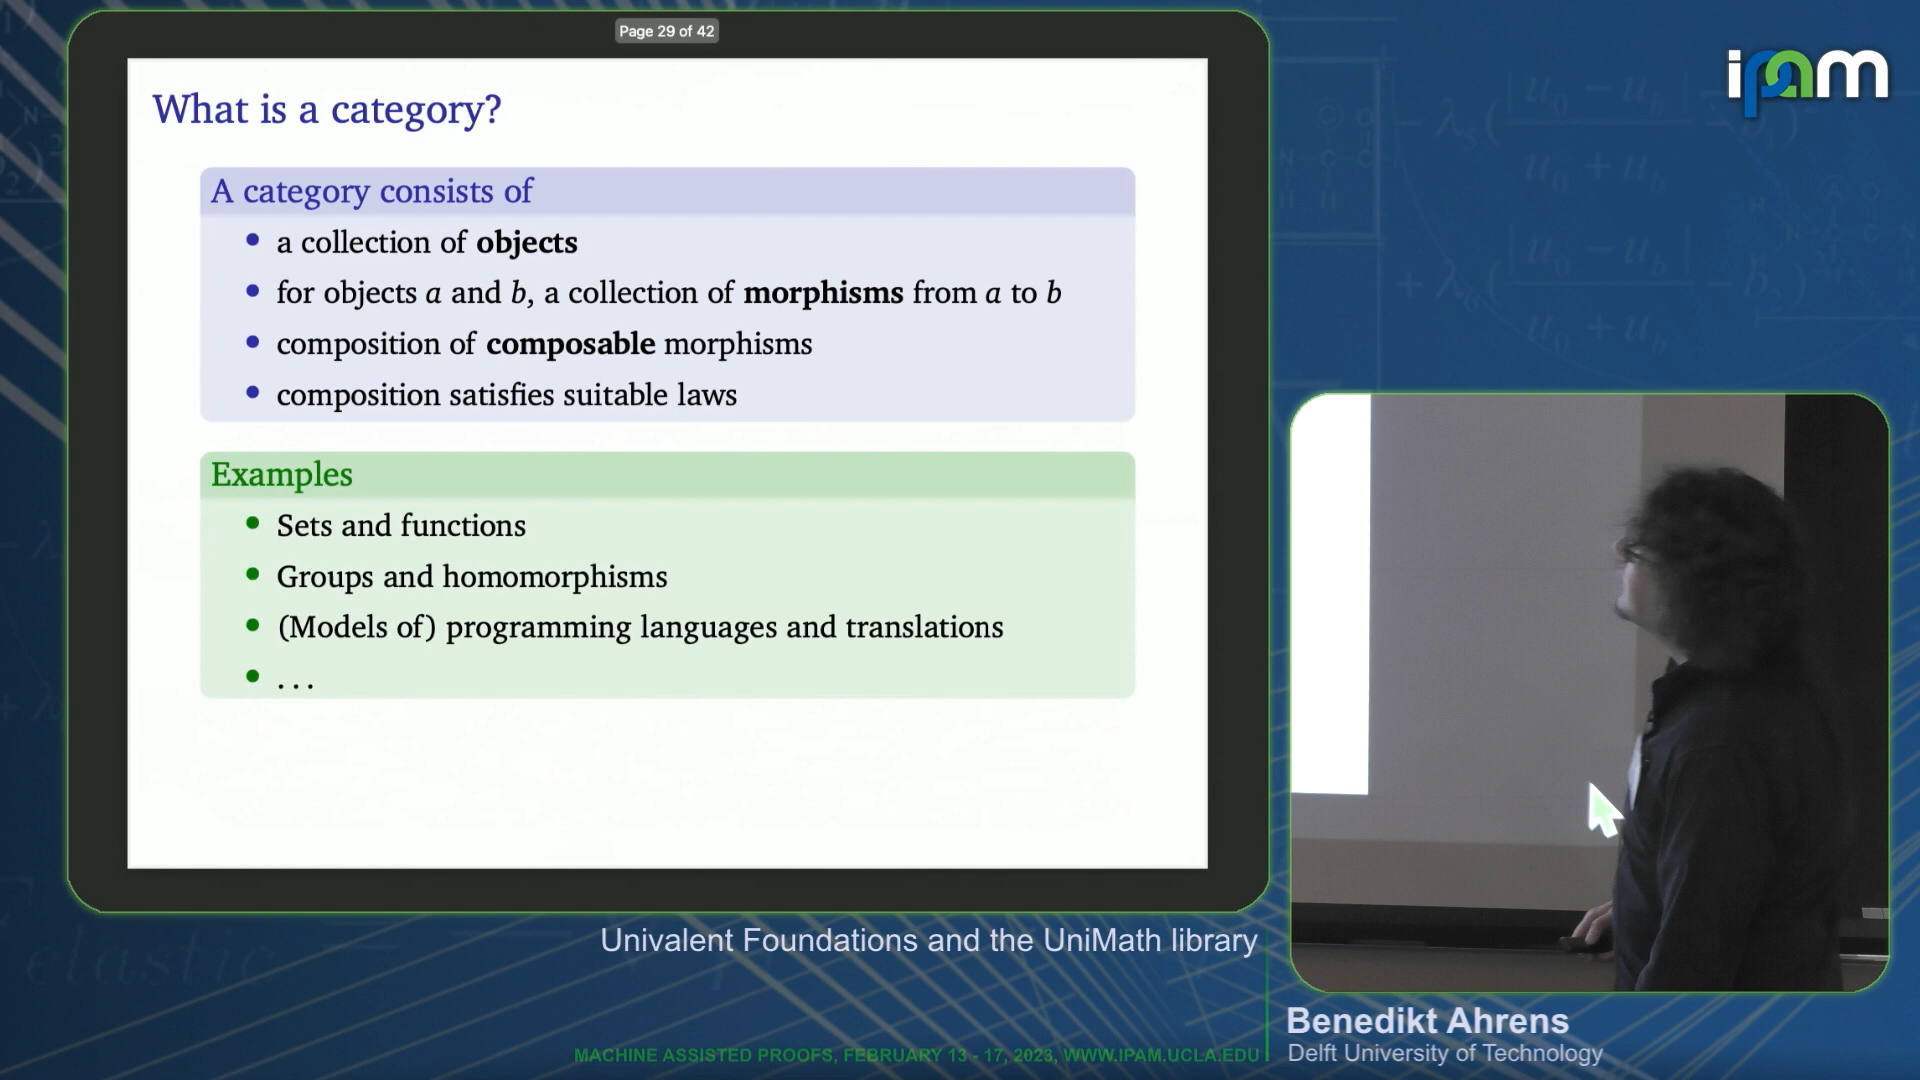 Page 29 of 42
ipam
What is a category?
A category consists of
• a collection of objects
• for objects a and b, a collection of morphisms from a to b
• composition of composable morphisms
• composition satisfies suitable laws
Examples
• Sets and functions
• Groups and homomorphisms
• (Models of) programming languages and translations
• ...
Univalent Foundations and the UniMath library
Benedikt Ahrens
Delft University of Technology
MACHINE ASSISTED PROOFS, FEBRUARY 13 - 17, 2023, WWW.IPAM.UCLA.EDU
elastic